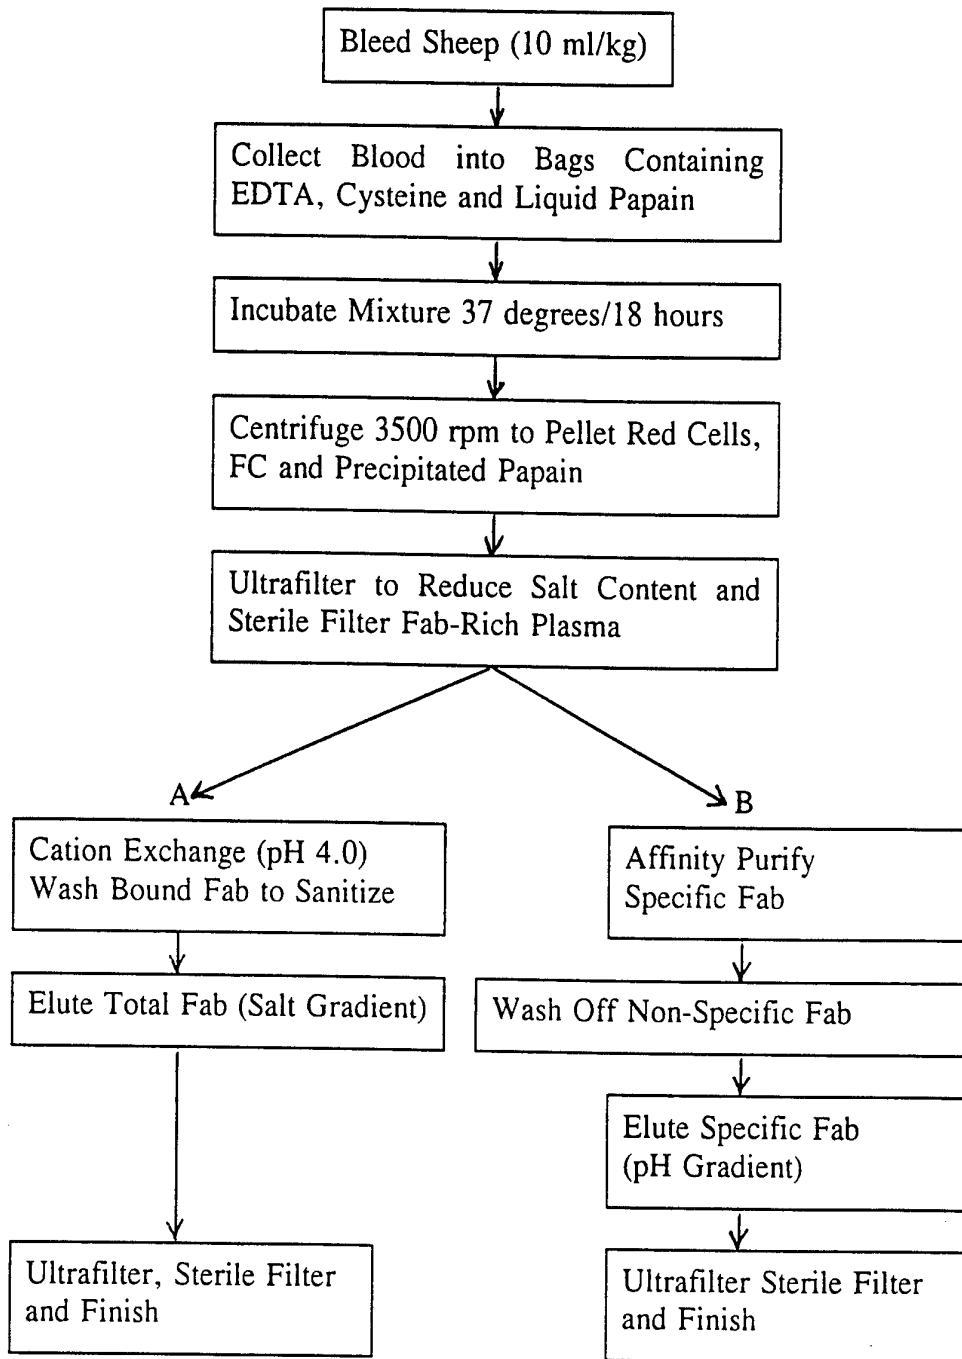 Bleed Sheep (10 ml/kg)
Collect Blood into Bags Containing
EDTA, Cysteine and Liquid Papain
Incubate Mixture 37 degrees/18 hours
Centrifuge 3500 rpm to Pellet Red Cells,
FC and Precipitated Papain
Ultrafilter to Reduce Salt Content and
Sterile Filter Fab-Rich Plasma
A
Cation Exchange (pH 4.0)
Wash Bound Fab to Sanitize
Elute Total Fab (Salt Gradient)
Ultrafilter, Sterile Filter
and Finish
B
Affinity Purify
Specific Fab
Wash Off Non-Specific Fab
Elute Specific Fab
(pH Gradient)
Ultrafilter Sterile Filter
and Finish